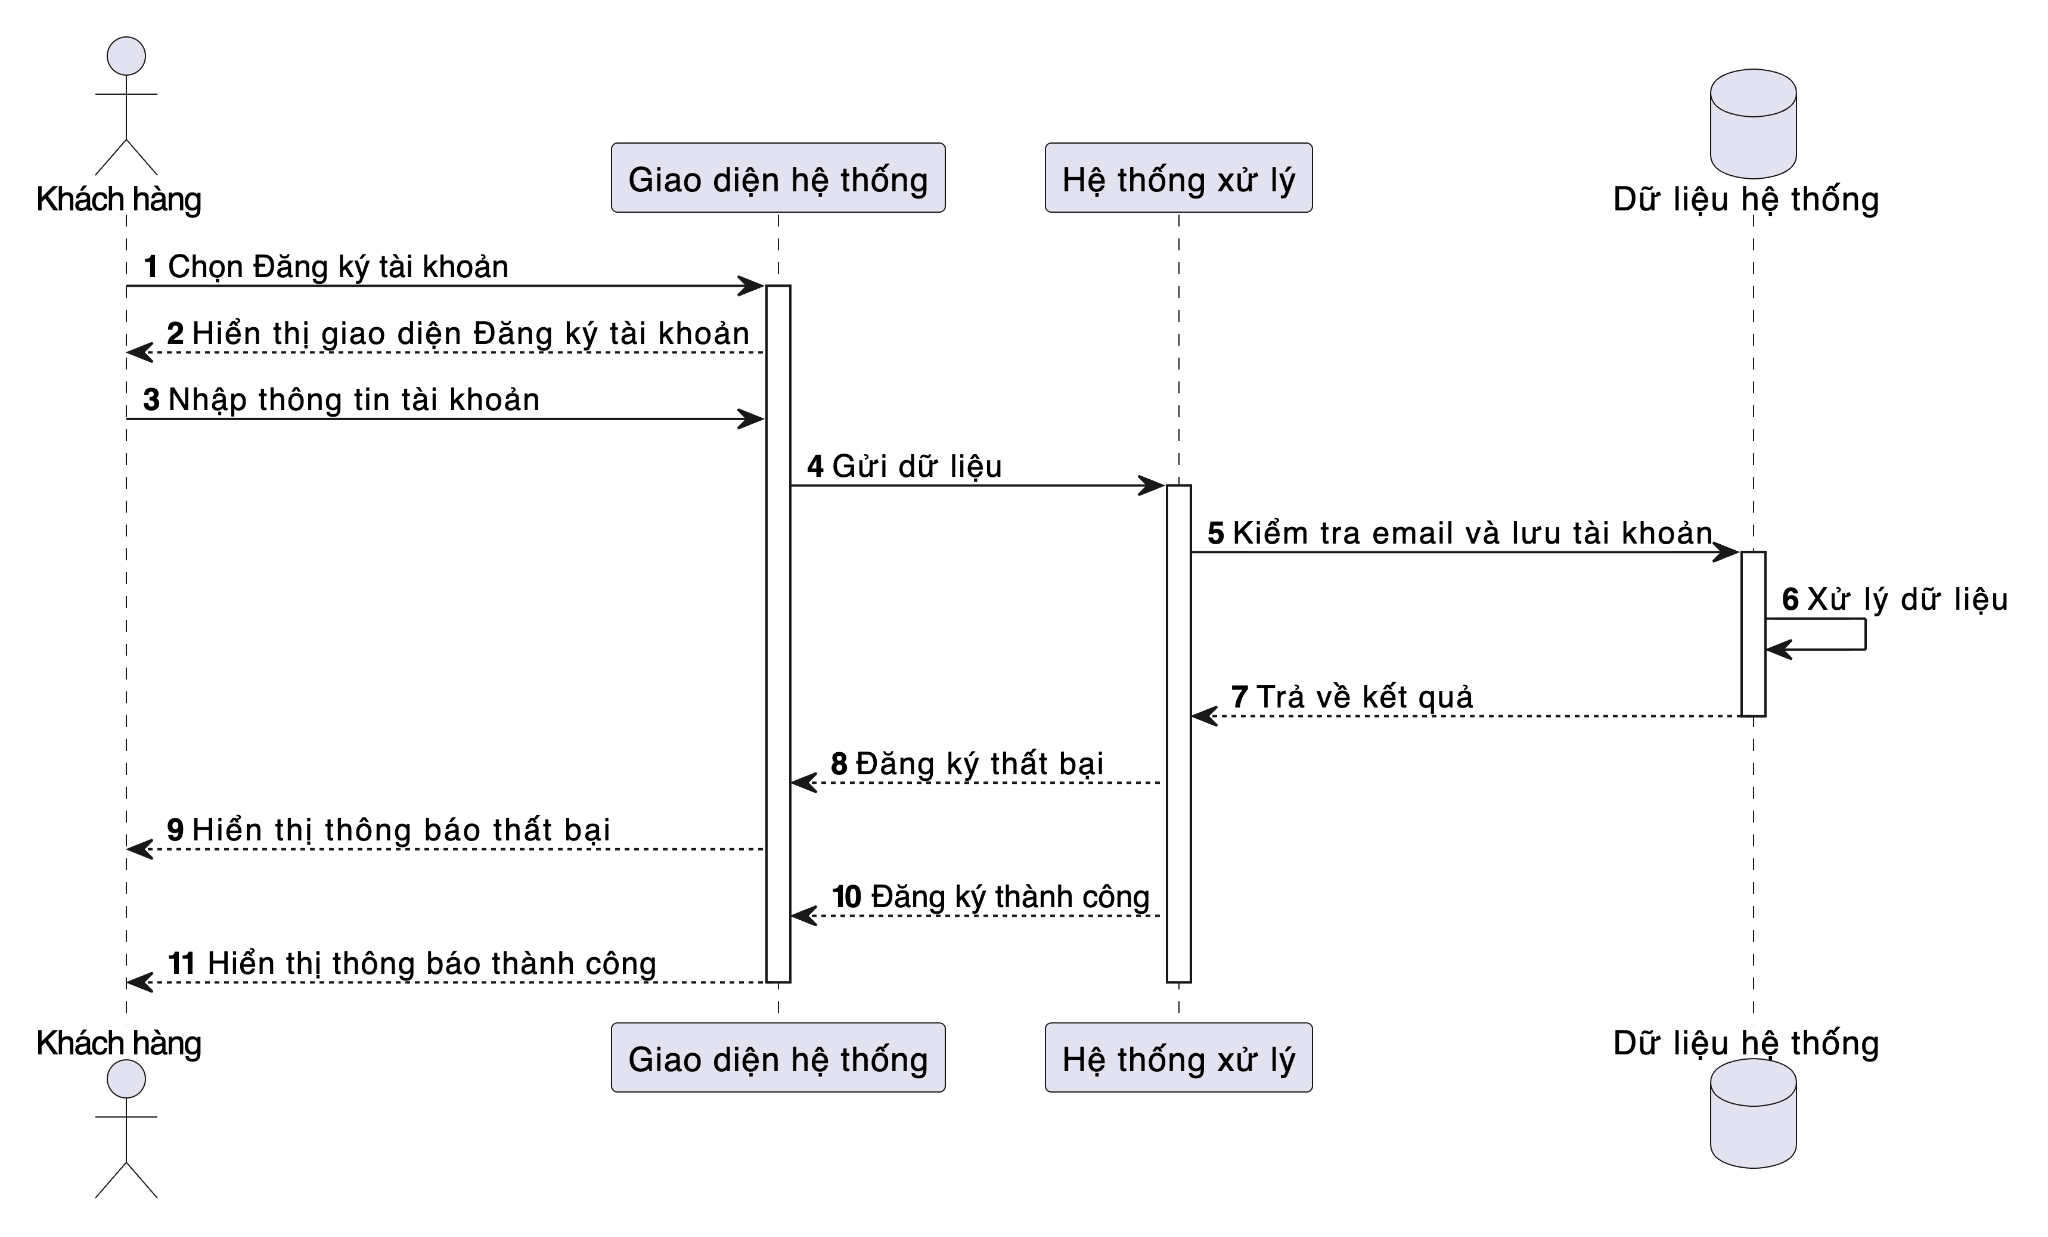 Khách hàng
Giao diện hệ thống
Hệ thống xử lý
Dữ liệu hệ thống
1 Chọn Đăng ký tài khoản
2 Hiển thị giao diện Đăng ký tài khoản
3 Nhập thông tin tài khoản
4 Gửi dữ liệu
5 Kiểm tra email và lưu tài khoản
6 Xử lý dữ liệu
7 Trả về kết quả
8 Đăng ký thất bại
9 Hiển thị thông báo thất bại
10 Đăng ký thành công
11 Hiển thị thông báo thành công
Khách hàng
Giao diện hệ thống
Hệ thống xử lý
Dữ liệu hệ thống